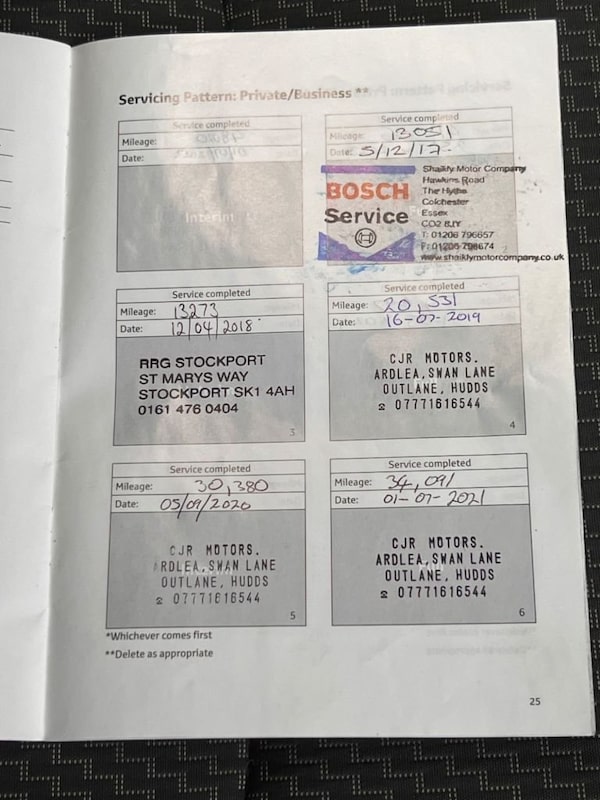 Servicing Pattern: Private/Business **
Service completed
Mileage:
Date:
Interim
Service completed
Mileage: 13051
Date: 5/12/17
BOSCH
Service
Shaikly Motor Company
Hawkins Road
The Hythe
Colchester
Essex
CO2 8JY
T: 01206 796657
F: 01206 798674
www.shaiklymotorcompany.co.uk
Service completed
Mileage: 13273
Date: 12/04/2018
RRG STOCKPORT
ST MARYS WAY
STOCKPORT SK1 4AH
0161 476 0404
3
Service completed
Mileage: 20,531
Date: 16-07-2019
CJR MOTORS.
ARDLEA,SWAN LANE
OUTLANE, HUDDS
☎ 07771616544
4
Service completed
Mileage: 30,380
Date: 05/09/2020
CJR MOTORS.
ARDLEA,SWAN LANE
OUTLANE, HUDDS
☎ 07771616544
5
Service completed
Mileage: 34,091
Date: 01-07-2021
CJR MOTORS.
ARDLEA,SWAN LANE
OUTLANE, HUDDS
☎ 07771616544
6
*Whichever comes first
**Delete as appropriate
25